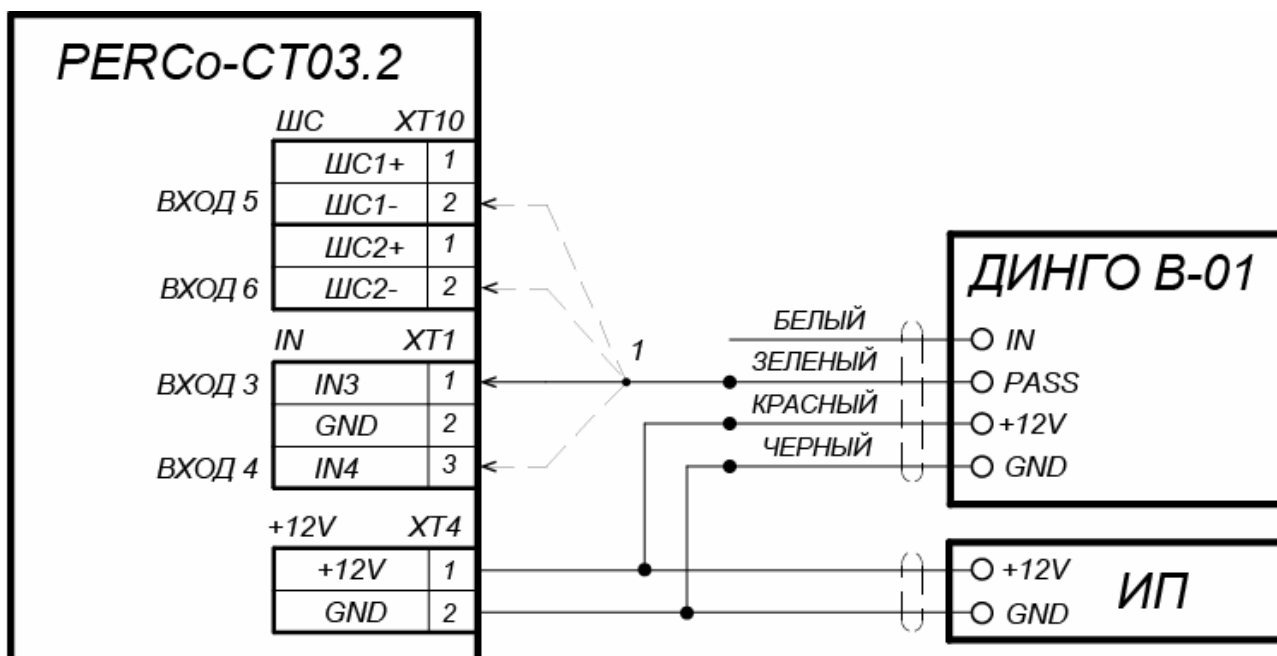 PERCo-CT03.2
ШС XT10
ШС1+ 1
ВХОД 5 ШС1- 2
ШС2+ 1
ВХОД 6 ШС2- 2
IN XT1
ВХОД 3 IN3 1
GND 2
ВХОД 4 IN4 3
+12V XT4
+12V 1
GND 2
1
БЕЛЫЙ
ЗЕЛЕНЫЙ
КРАСНЫЙ
ЧЕРНЫЙ
ДИНГО В-01
IN
PASS
+12V
GND
+12V
GND
ИП